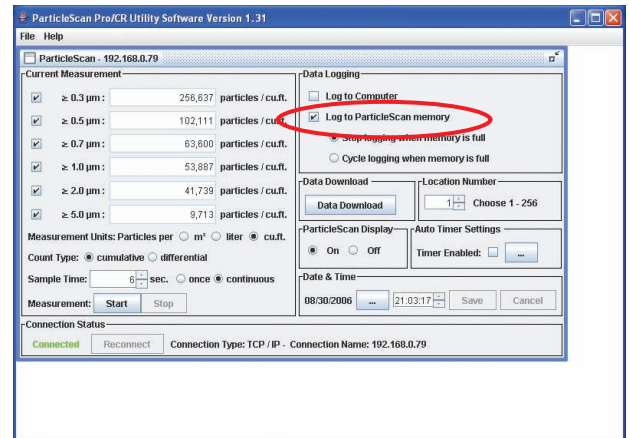 ParticleScan Pro/CR Utility Software Version 1.31
File Help
ParticleScan - 192.168.0.79
Current Measurement
≥ 0.3 µm: 256,637 particles / cu.ft.
≥ 0.5 µm: 102,111 particles / cu.ft.
≥ 0.7 µm: 63,600 particles / cu.ft.
≥ 1.0 µm: 53,887 particles / cu.ft.
≥ 2.0 µm: 41,739 particles / cu.ft.
≥ 5.0 µm: 9,713 particles / cu.ft.
Measurement Units: Particles per m³ liter cu.ft.
Count Type: cumulative differential
Sample Time: 6 sec. once continuous
Measurement: Start Stop
Data Logging
Log to Computer
Log to ParticleScan memory
Stop logging when memory is full
Cycle logging when memory is full
Data Download
Data Download
Location Number
1 Choose 1 - 256
ParticleScan Display
On Off
Auto Timer Settings
Timer Enabled: ...
Date & Time
08/30/2006 ... 21:03:17 Save Cancel
Connection Status
Connected Reconnect Connection Type: TCP / IP - Connection Name: 192.168.0.79